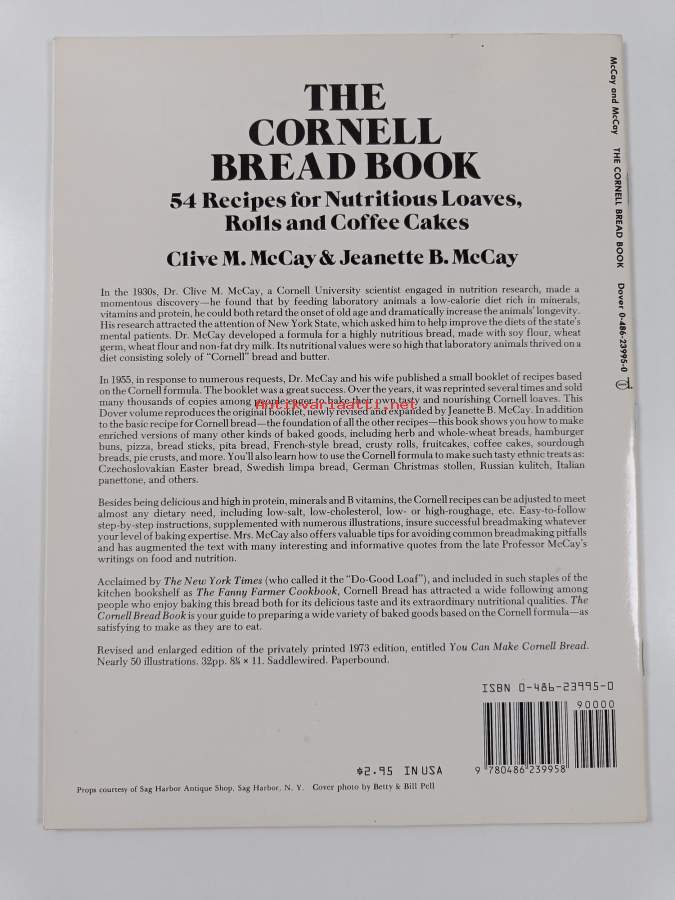 THE
CORNELL
BREAD BOOK
54 Recipes for Nutritious Loaves,
Rolls and Coffee Cakes
Clive M. McCay & Jeanette B. McCay
In the 1930s, Dr. Clive M. McCay, a Cornell University scientist engaged in nutrition research, made a
momentous discovery—he found that by feeding laboratory animals a low-calorie diet rich in minerals,
vitamins and protein, he could both retard the onset of old age and dramatically increase the animals' longevity.
His research attracted the attention of New York State, which asked him to help improve the diets of the state's
mental patients. Dr. McCay developed a formula for a highly nutritious bread, made with soy flour, wheat
germ, wheat flour and non-fat dry milk. Its nutritional values were so high that laboratory animals thrived on a
diet consisting solely of "Cornell" bread and butter.
In 1955, in response to numerous requests, Dr. McCay and his wife published a small booklet of recipes based
on the Cornell formula. The booklet was a great success. Over the years, it was reprinted several times and sold
many thousands of copies among people eager to bake their own tasty and nourishing Cornell loaves. This
Dover volume reproduces the original booklet, newly revised and expanded by Jeanette B. McCay. In addition
to the basic recipe for Cornell bread—the foundation of all the other recipes—this book shows you how to make
enriched versions of many other kinds of baked goods, including herb and whole-wheat breads, hamburger
buns, pizza, bread sticks, pita bread, French-style bread, crusty rolls, fruitcakes, coffee cakes, sourdough
breads, pie crusts, and more. You'll also learn how to use the Cornell formula to make such tasty ethnic treats as:
Czechoslovakian Easter bread, Swedish limpa bread, German Christmas stollen, Russian kulitch, Italian
panettone, and others.
Besides being delicious and high in protein, minerals and B vitamins, the Cornell recipes can be adjusted to meet
almost any dietary need, including low-salt, low-cholesterol, low- or high-roughage, etc. Easy-to-follow
step-by-step instructions, supplemented with numerous illustrations, insure successful breadmaking whatever
your level of baking expertise. Mrs. McCay also offers valuable tips for avoiding common breadmaking pitfalls
and has augmented the text with many interesting and informative quotes from the late Professor McCay's
writings on food and nutrition.
Acclaimed by The New York Times (who called it the "Do-Good Loaf"), and included in such staples of the
kitchen bookshelf as The Fanny Farmer Cookbook, Cornell Bread has attracted a wide following among
people who enjoy baking this bread both for its delicious taste and its extraordinary nutritional qualities. The
Cornell Bread Book is your guide to preparing a wide variety of baked goods based on the Cornell formula—as
satisfying to make as they are to eat.
Revised and enlarged edition of the privately printed 1973 edition, entitled You Can Make Cornell Bread.
Nearly 50 illustrations. 32pp. 8¼ × 11. Saddlewired. Paperbound.
ISBN 0-486-23995-0
90000
$2.95 IN USA
9 780486 239958
Props courtesy of Sag Harbor Antique Shop, Sag Harbor, N. Y. Cover photo by Betty & Bill Pell
McCay and McCay THE CORNELL BREAD BOOK Dover 0-486-23995-0
Antikvariaatti.net